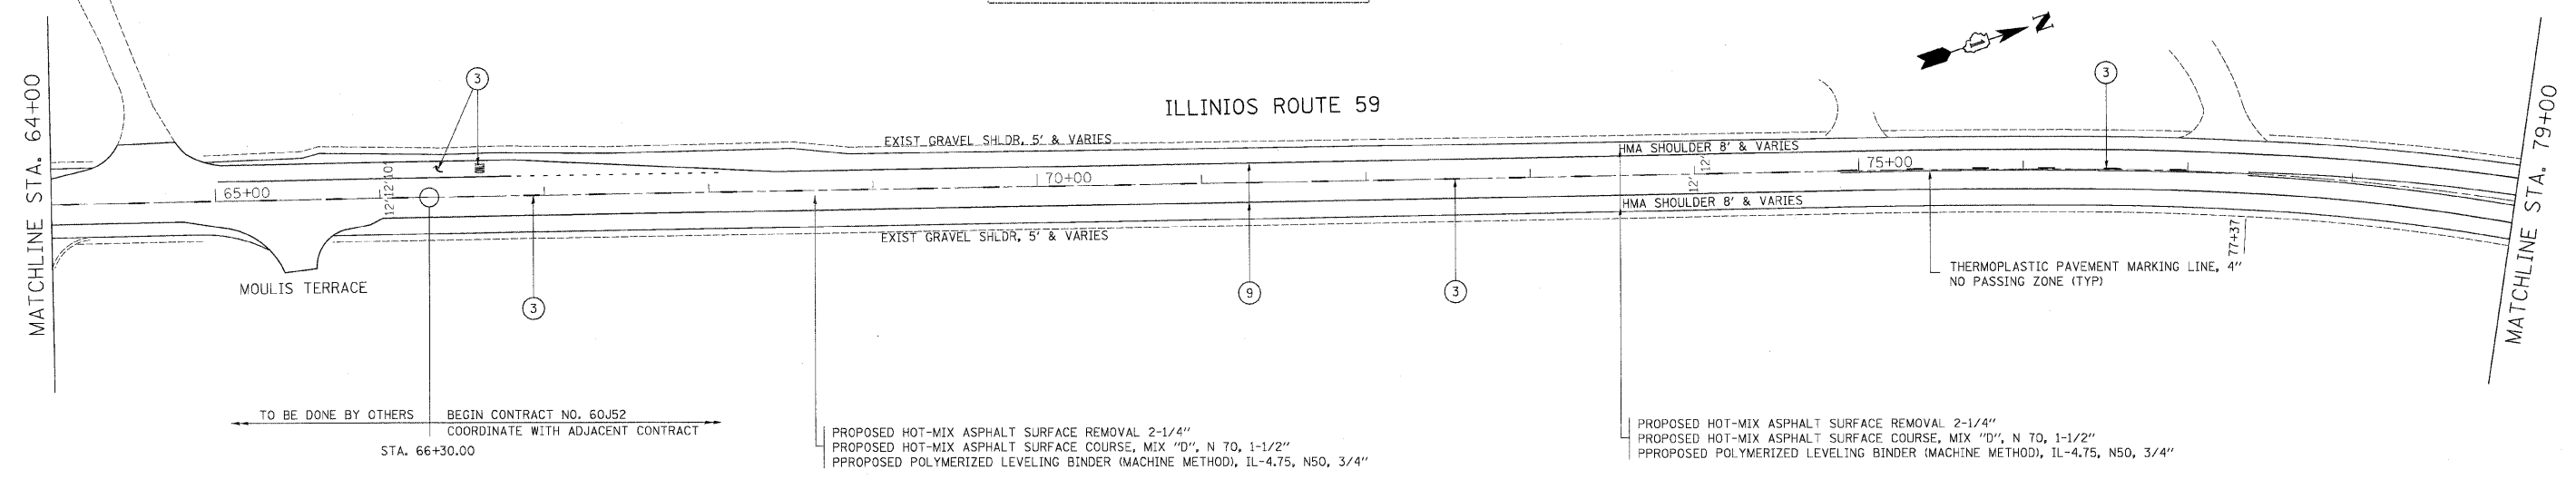 MATCHLINE STA. 64+00
3
ILLINIOS ROUTE 59
N
3
MATCHLINE STA. 79+00
EXIST GRAVEL SHLDR, 5' & VARIES
HMA SHOULDER 8' & VARIES
65+00
12' 12' 10'
70+00
12' 12'
75+00
HMA SHOULDER 8' & VARIES
EXIST GRAVEL SHLDR, 5' & VARIES
77+37
MOULIS TERRACE
3
9
3
THERMOPLASTIC PAVEMENT MARKING LINE, 4"
NO PASSING ZONE (TYP)
TO BE DONE BY OTHERS
BEGIN CONTRACT NO. 60J52
COORDINATE WITH ADJACENT CONTRACT
STA. 66+30.00
PROPOSED HOT-MIX ASPHALT SURFACE REMOVAL 2-1/4"
PROPOSED HOT-MIX ASPHALT SURFACE COURSE, MIX "D", N 70, 1-1/2"
PPROPOSED POLYMERIZED LEVELING BINDER (MACHINE METHOD), IL-4.75, N50, 3/4"
PROPOSED HOT-MIX ASPHALT SURFACE REMOVAL 2-1/4"
PROPOSED HOT-MIX ASPHALT SURFACE COURSE, MIX "D", N 70, 1-1/2"
PPROPOSED POLYMERIZED LEVELING BINDER (MACHINE METHOD), IL-4.75, N50, 3/4"